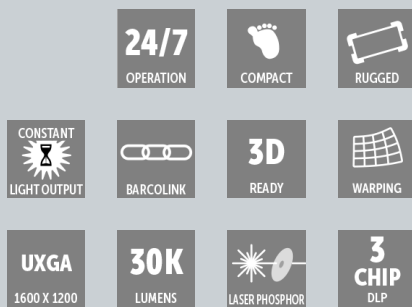 24/7
OPERATION
COMPACT
RUGGED
CONSTANT
LIGHT OUTPUT
BARCOLINK
3D
READY
WARPING
UXGA
1600 X 1200
30K
LUMENS
LASER PHOSPHOR
3
CHIP
DLP